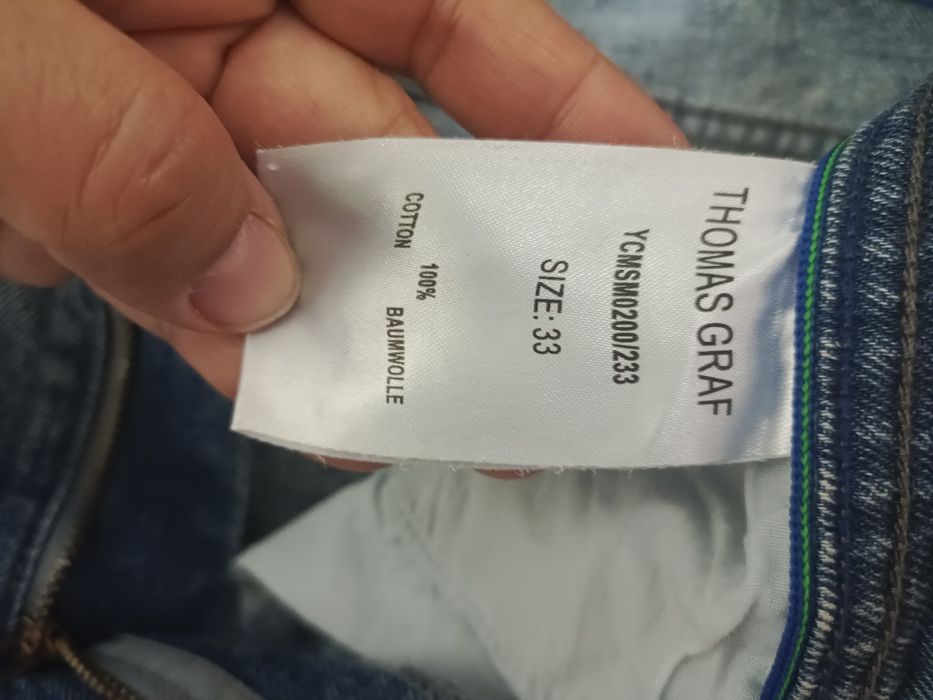 THOMAS GRAF
YCMSM0200/233
SIZE: 33
COTTON 100% BAUMWOLLE